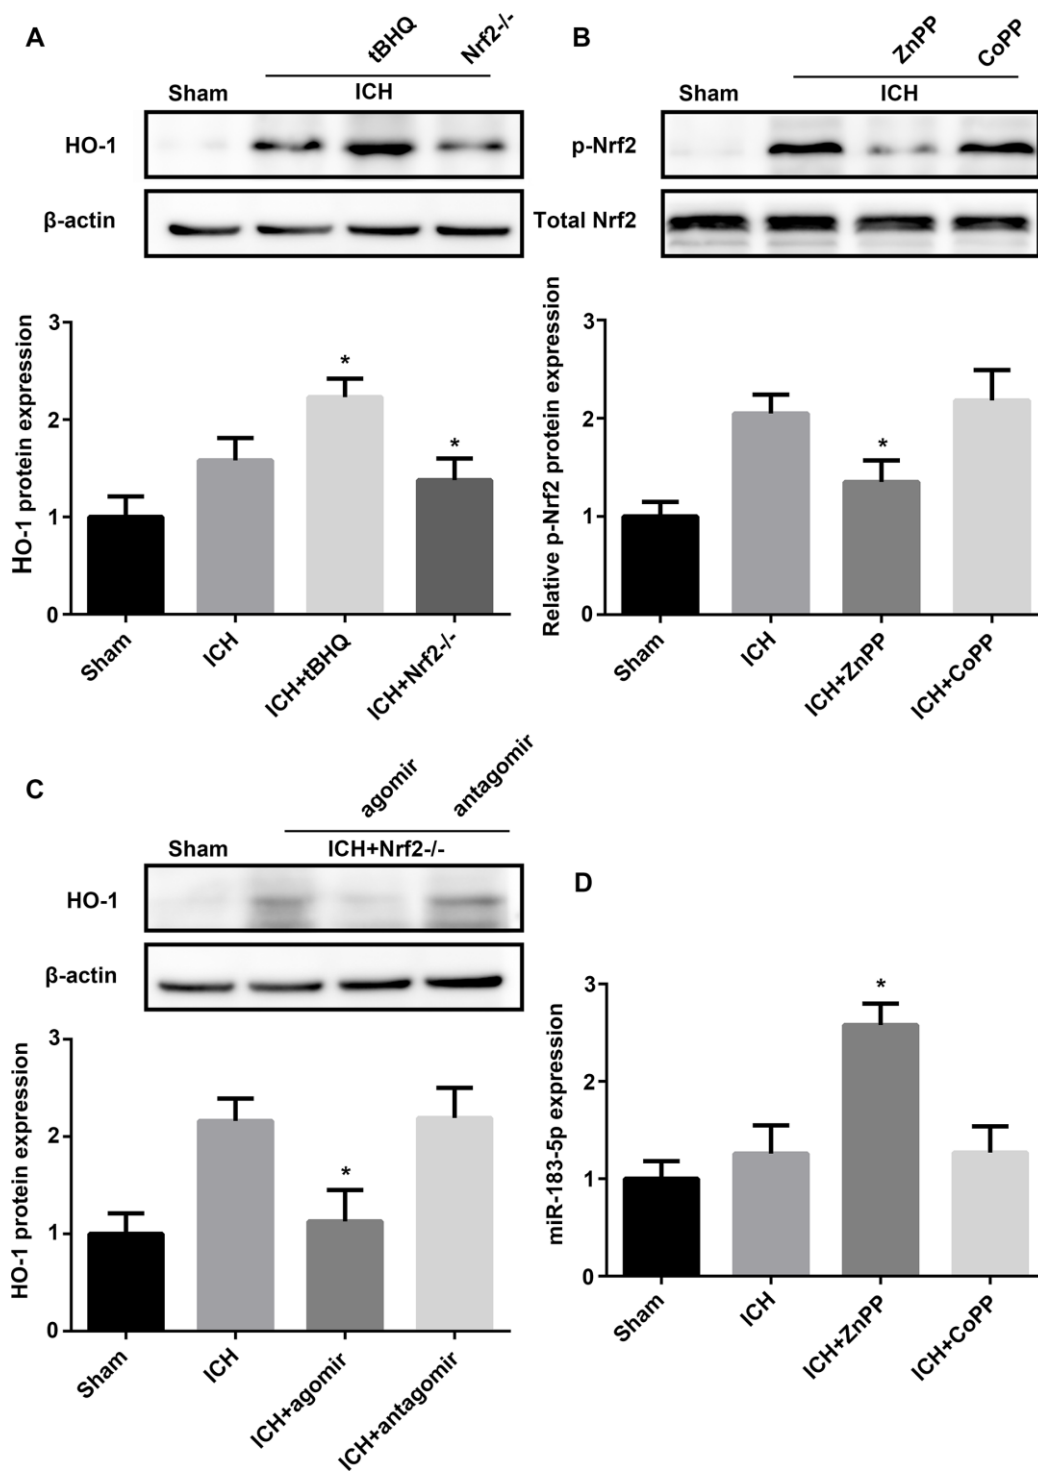 A
tBHQ
Nrf2-/-
Sham
ICH
HO-1
β-actin
HO-1 protein expression
3
2
1
0
*
*
Sham
ICH
ICH+tBHQ
ICH+Nrf2-/-
B
ZnPP
CoPP
Sham
ICH
p-Nrf2
Total Nrf2
Relative p-Nrf2 protein expression
3
2
1
0
*
Sham
ICH
ICH+ZnPP
ICH+CoPP
C
agomir
antagomir
Sham
ICH+Nrf2-/-
HO-1
β-actin
HO-1 protein expression
3
2
1
0
*
Sham
ICH
ICH+agomir
ICH+antagomir
D
miR-183-5p expression
3
2
1
0
*
Sham
ICH
ICH+ZnPP
ICH+CoPP